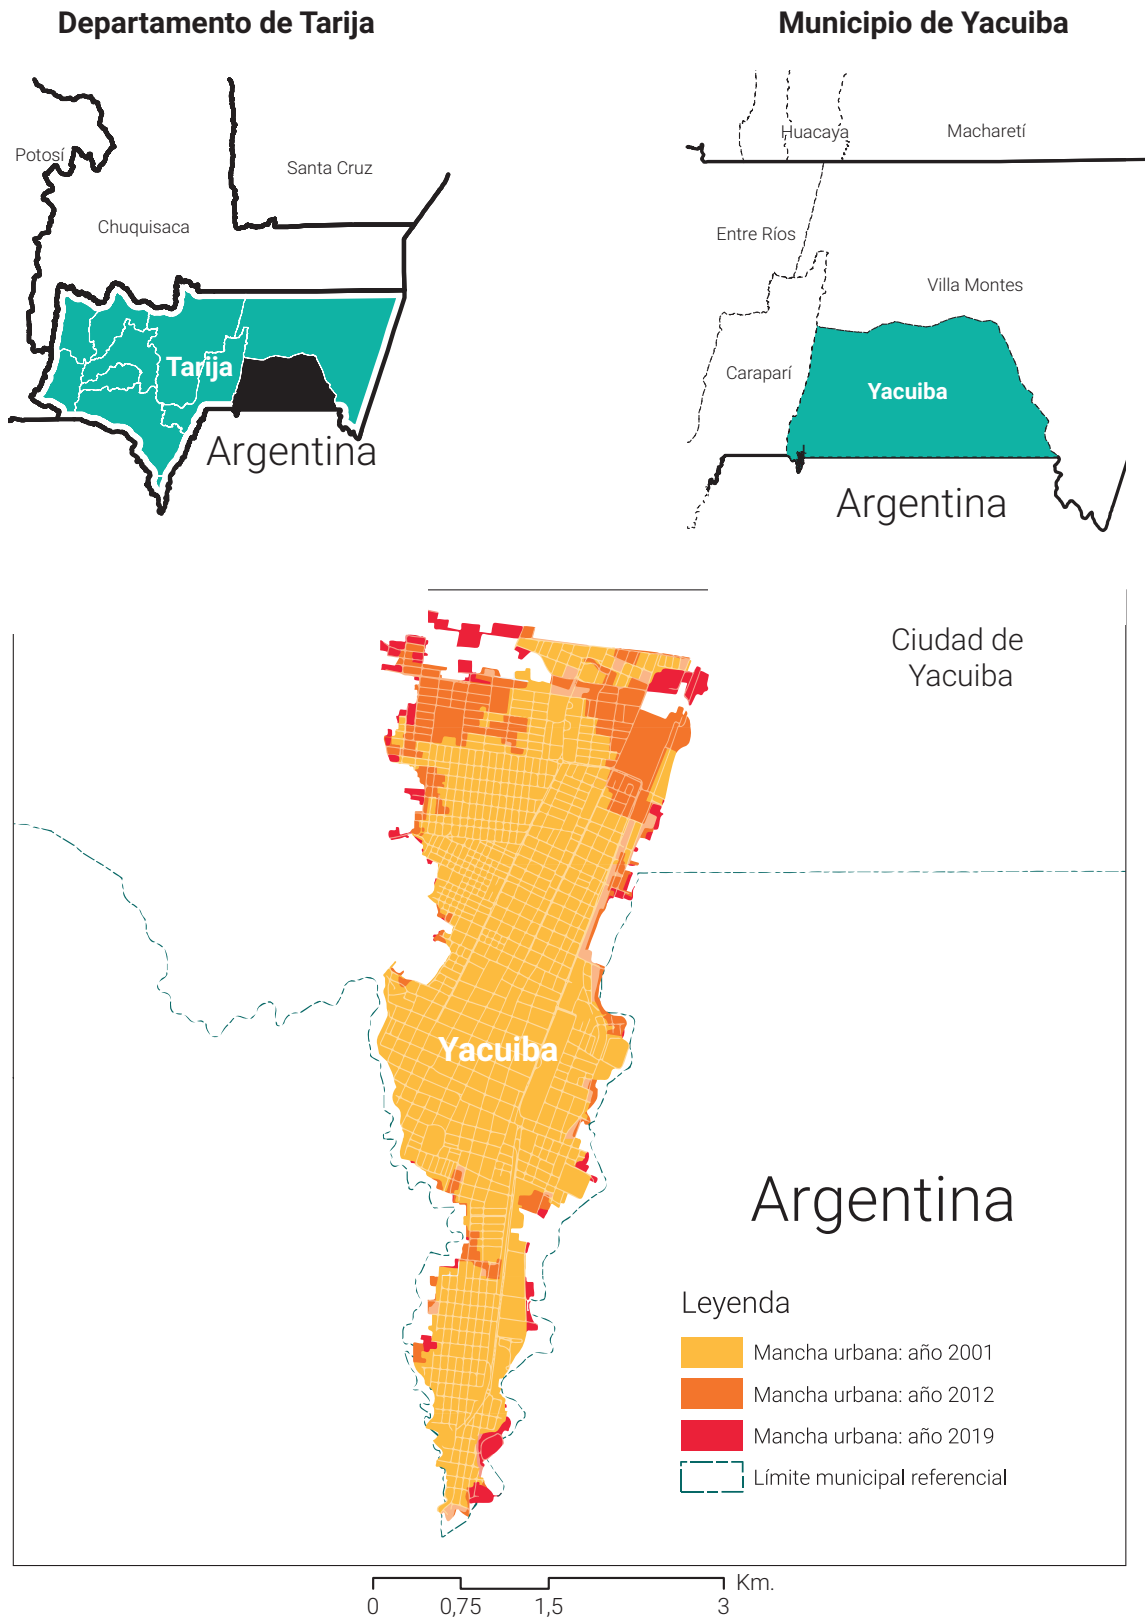 Departamento de Tarija
Municipio de Yacuiba
Potosí
Santa Cruz
Chuquisaca
Tarija
Argentina
Huacaya
Macharetí
Entre Ríos
Villa Montes
Caraparí
Yacuiba
Argentina
Ciudad de
Yacuiba
Yacuiba
Argentina
Leyenda
Mancha urbana: año 2001
Mancha urbana: año 2012
Mancha urbana: año 2019
Límite municipal referencial
Km.
0 0,75 1,5 3